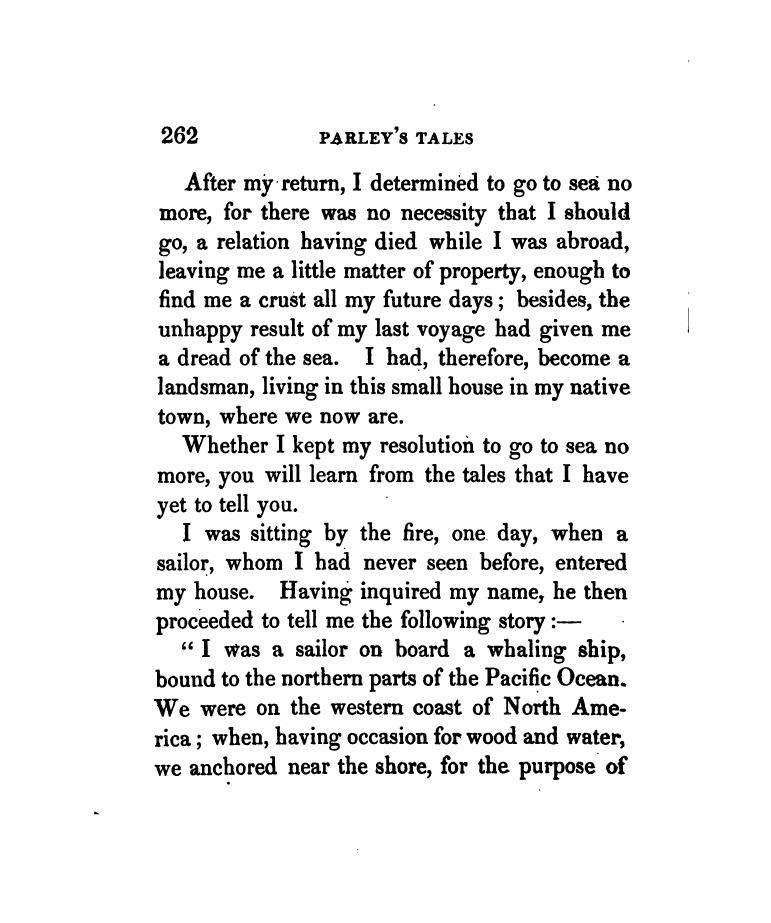 262 PARLEY'S TALES
After my return, I determined to go to sea no
more, for there was no necessity that I should
go, a relation having died while I was abroad,
leaving me a little matter of property, enough to
find me a crust all my future days ; besides, the
unhappy result of my last voyage had given me
a dread of the sea. I had, therefore, become a
landsman, living in this small house in my native
town, where we now are.
Whether I kept my resolution to go to sea no
more, you will learn from the tales that I have
yet to tell you.
I was sitting by the fire, one day, when a
sailor, whom I had never seen before, entered
my house. Having inquired my name, he then
proceeded to tell me the following story :—
“ I was a sailor on board a whaling ship,
bound to the northern parts of the Pacific Ocean.
We were on the western coast of North Ame-
rica ; when, having occasion for wood and water,
we anchored near the shore, for the purpose of